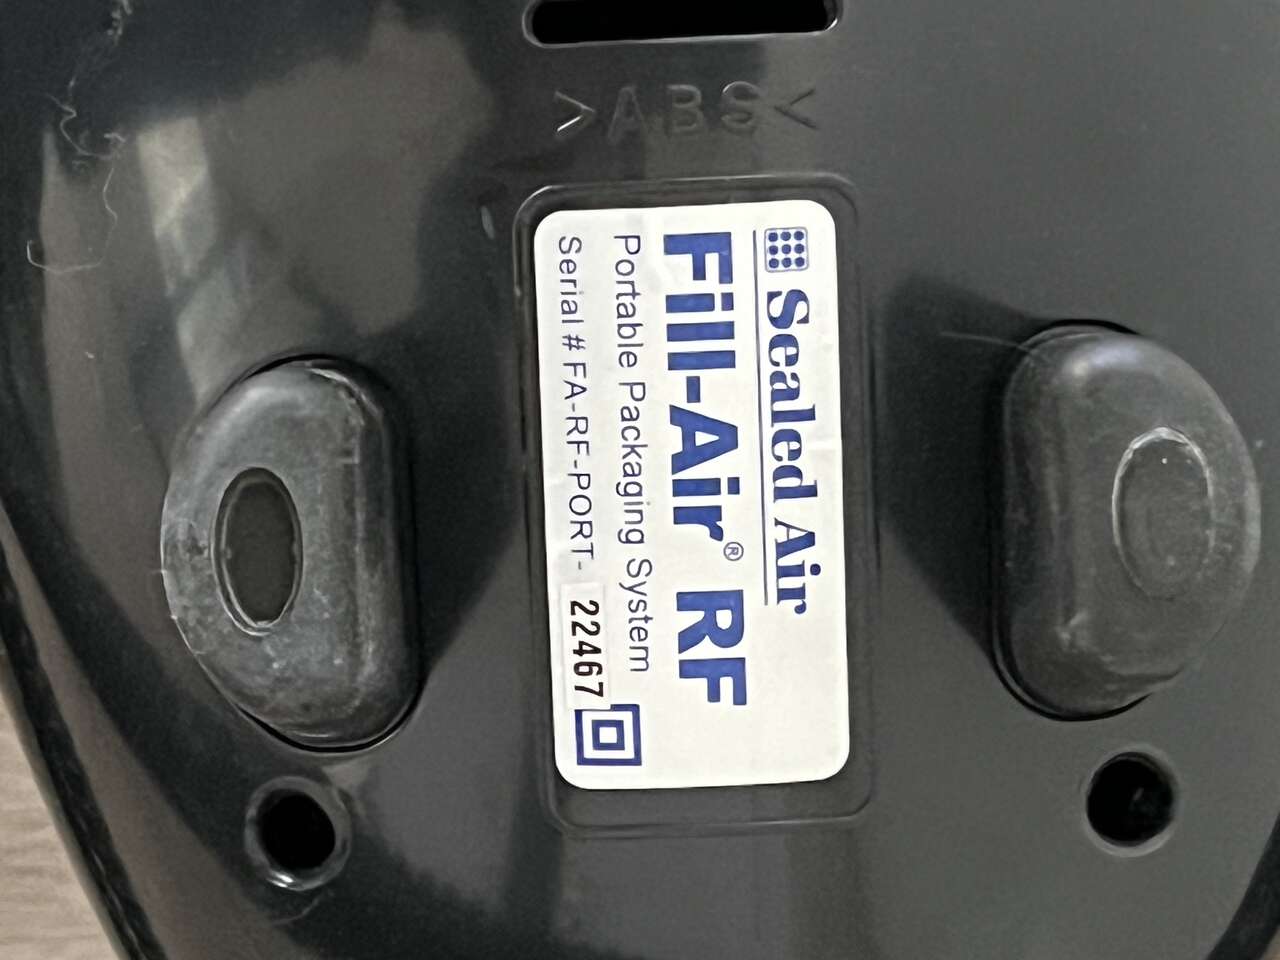 >ABS<
Sealed Air
Fill-Air® RF
Portable Packaging System
Serial # FA-RF-PORT- 22467